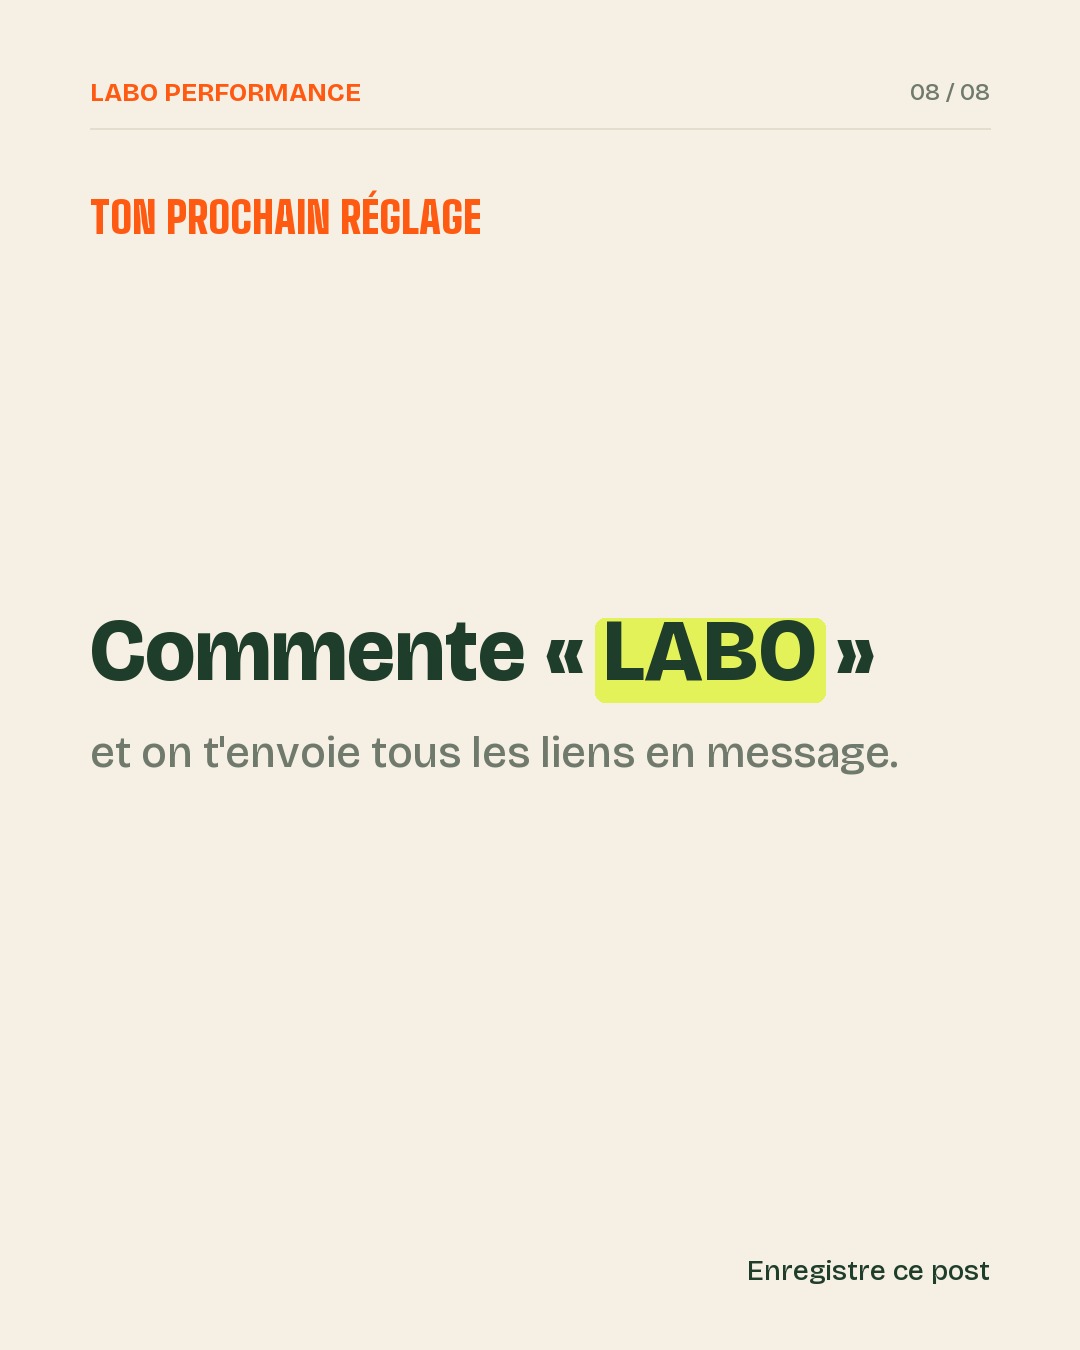 LABO PERFORMANCE
08 / 08
TON PROCHAIN RÉGLAGE
Commente « LABO »
et on t'envoie tous les liens en message.
Enregistre ce post